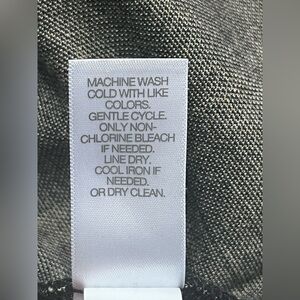 MACHINE WASH
COLD WITH LIKE
COLORS.
GENTLE CYCLE.
ONLY NON-
CHLORINE BLEACH
IF NEEDED.
LINE DRY.
COOL IRON IF
NEEDED.
OR DRY CLEAN.